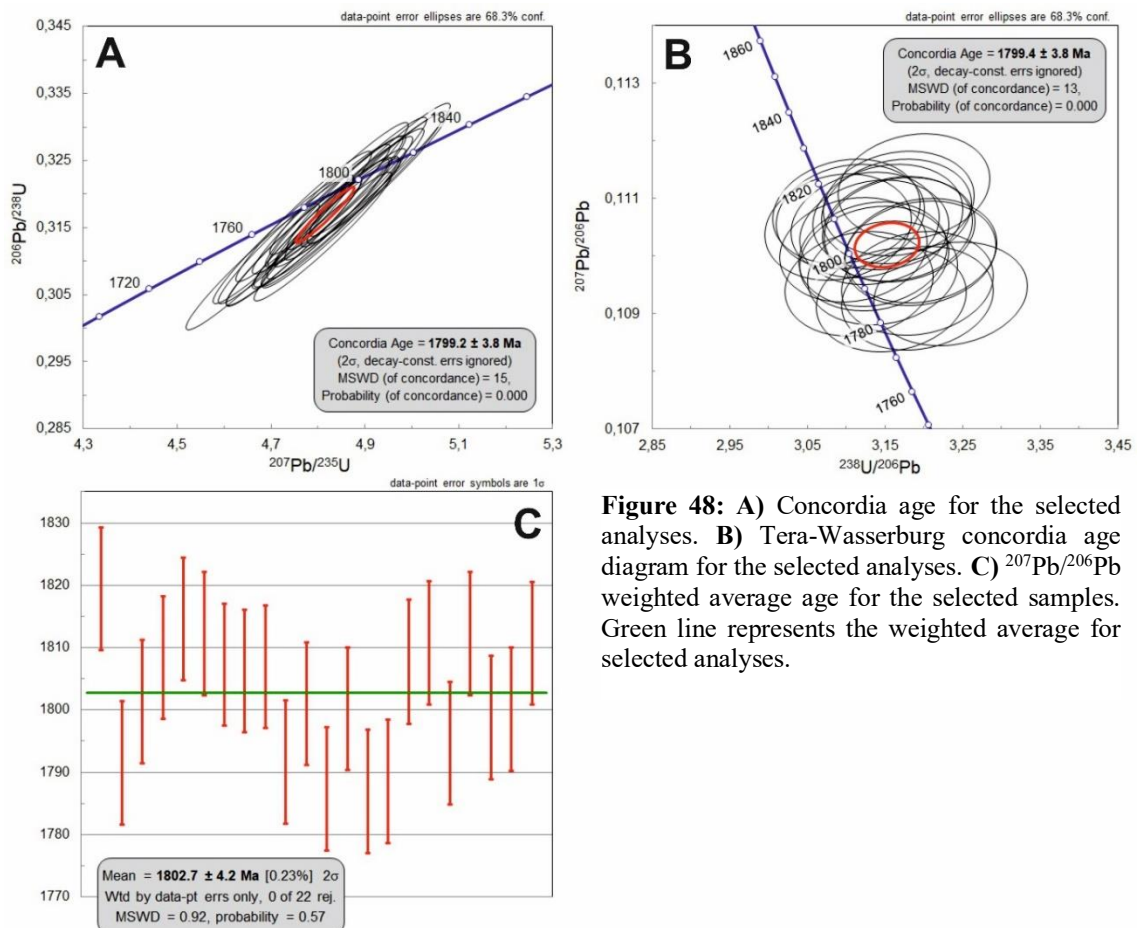 data-point error ellipses are 68.3% conf.
A
0,345
0,335
0,325
0,315
0,305
0,295
0,285
²⁰⁶Pb/²³⁸U
1840
1800
1760
1720
Concordia Age = 1799.2 ± 3.8 Ma
(2σ, decay-const. errs ignored)
MSWD (of concordance) = 15,
Probability (of concordance) = 0.000
4,3 4,5 4,7 4,9 5,1 5,3
²⁰⁷Pb/²³⁵U
data-point error ellipses are 68.3% conf.
B
Concordia Age = 1799.4 ± 3.8 Ma
(2σ, decay-const. errs ignored)
MSWD (of concordance) = 13,
Probability (of concordance) = 0.000
0,113
0,111
0,109
0,107
²⁰⁷Pb/²⁰⁶Pb
1860
1840
1820
1800
1780
1760
2,85 2,95 3,05 3,15 3,25 3,35 3,45
²³⁸U/²⁰⁶Pb
data-point error symbols are 1σ
C
1830
1820
1810
1800
1790
1780
1770
Mean = 1802.7 ± 4.2 Ma [0.23%] 2σ
Wtd by data-pt errs only, 0 of 22 rej.
MSWD = 0.92, probability = 0.57
Figure 48: A) Concordia age for the selected
analyses. B) Tera-Wasserburg concordia age
diagram for the selected analyses. C) ²⁰⁷Pb/²⁰⁶Pb
weighted average age for the selected samples.
Green line represents the weighted average for
selected analyses.